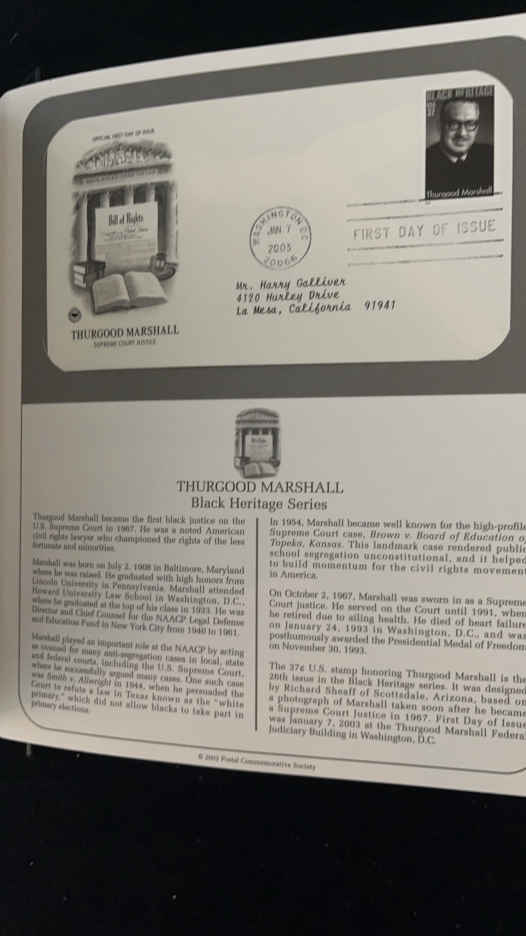 OFFICIAL FIRST DAY OF ISSUE
Bill of Rights
THURGOOD MARSHALL
SUPREME COURT JUSTICE
BLACK HERITAGE
37
Thurgood Marshall
WASHINGTON DC
JAN 7
2003
20066
FIRST DAY OF ISSUE
Mr. Harry Galliver
4120 Hurley Drive
La Mesa, California 91941
THURGOOD MARSHALL
Black Heritage Series
Thurgood Marshall became the first black justice on the
U.S. Supreme Court in 1967. He was a noted American
civil rights lawyer who championed the rights of the less
fortunate and minorities.
Marshall was born on July 2, 1908 in Baltimore, Maryland
where he was raised. He graduated with high honors from
Lincoln University in Pennsylvania. Marshall attended
Howard University Law School in Washington, D.C.,
where he graduated at the top of his class in 1933. He was
Director and Chief Counsel for the NAACP Legal Defense
and Education Fund in New York City from 1940 to 1961.
Marshall played an important role at the NAACP by acting
as counsel for many anti-segregation cases in local, state
and federal courts, including the U.S. Supreme Court,
where he successfully argued many cases. One such case
was Smith v. Allwright in 1944, when he persuaded the
Court to refute a law in Texas known as the "white
primary," which did not allow blacks to take part in
primary elections.
In 1954, Marshall became well known for the high-profile
Supreme Court case, Brown v. Board of Education o
Topeka, Kansas. This landmark case rendered public
school segregation unconstitutional, and it helped
to build momentum for the civil rights movement
in America.
On October 2, 1967, Marshall was sworn in as a Supreme
Court justice. He served on the Court until 1991, when
he retired due to ailing health. He died of heart failure
on January 24, 1993 in Washington, D.C., and was
posthumously awarded the Presidential Medal of Freedom
on November 30, 1993.
The 37¢ U.S. stamp honoring Thurgood Marshall is the
26th issue in the Black Heritage series. It was designed
by Richard Sheaff of Scottsdale, Arizona, based on
a photograph of Marshall taken soon after he became
a Supreme Court Justice in 1967. First Day of Issue
was January 7, 2003 at the Thurgood Marshall Federal
Judiciary Building in Washington, D.C.
© 2003 Postal Commemorative Society